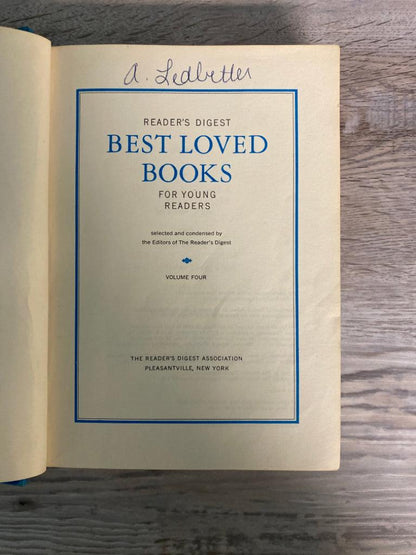 A. Ledbetter
READER'S DIGEST
BEST LOVED
BOOKS
FOR YOUNG
READERS
selected and condensed by
the Editors of The Reader's Digest
VOLUME FOUR
THE READER'S DIGEST ASSOCIATION
PLEASANTVILLE, NEW YORK